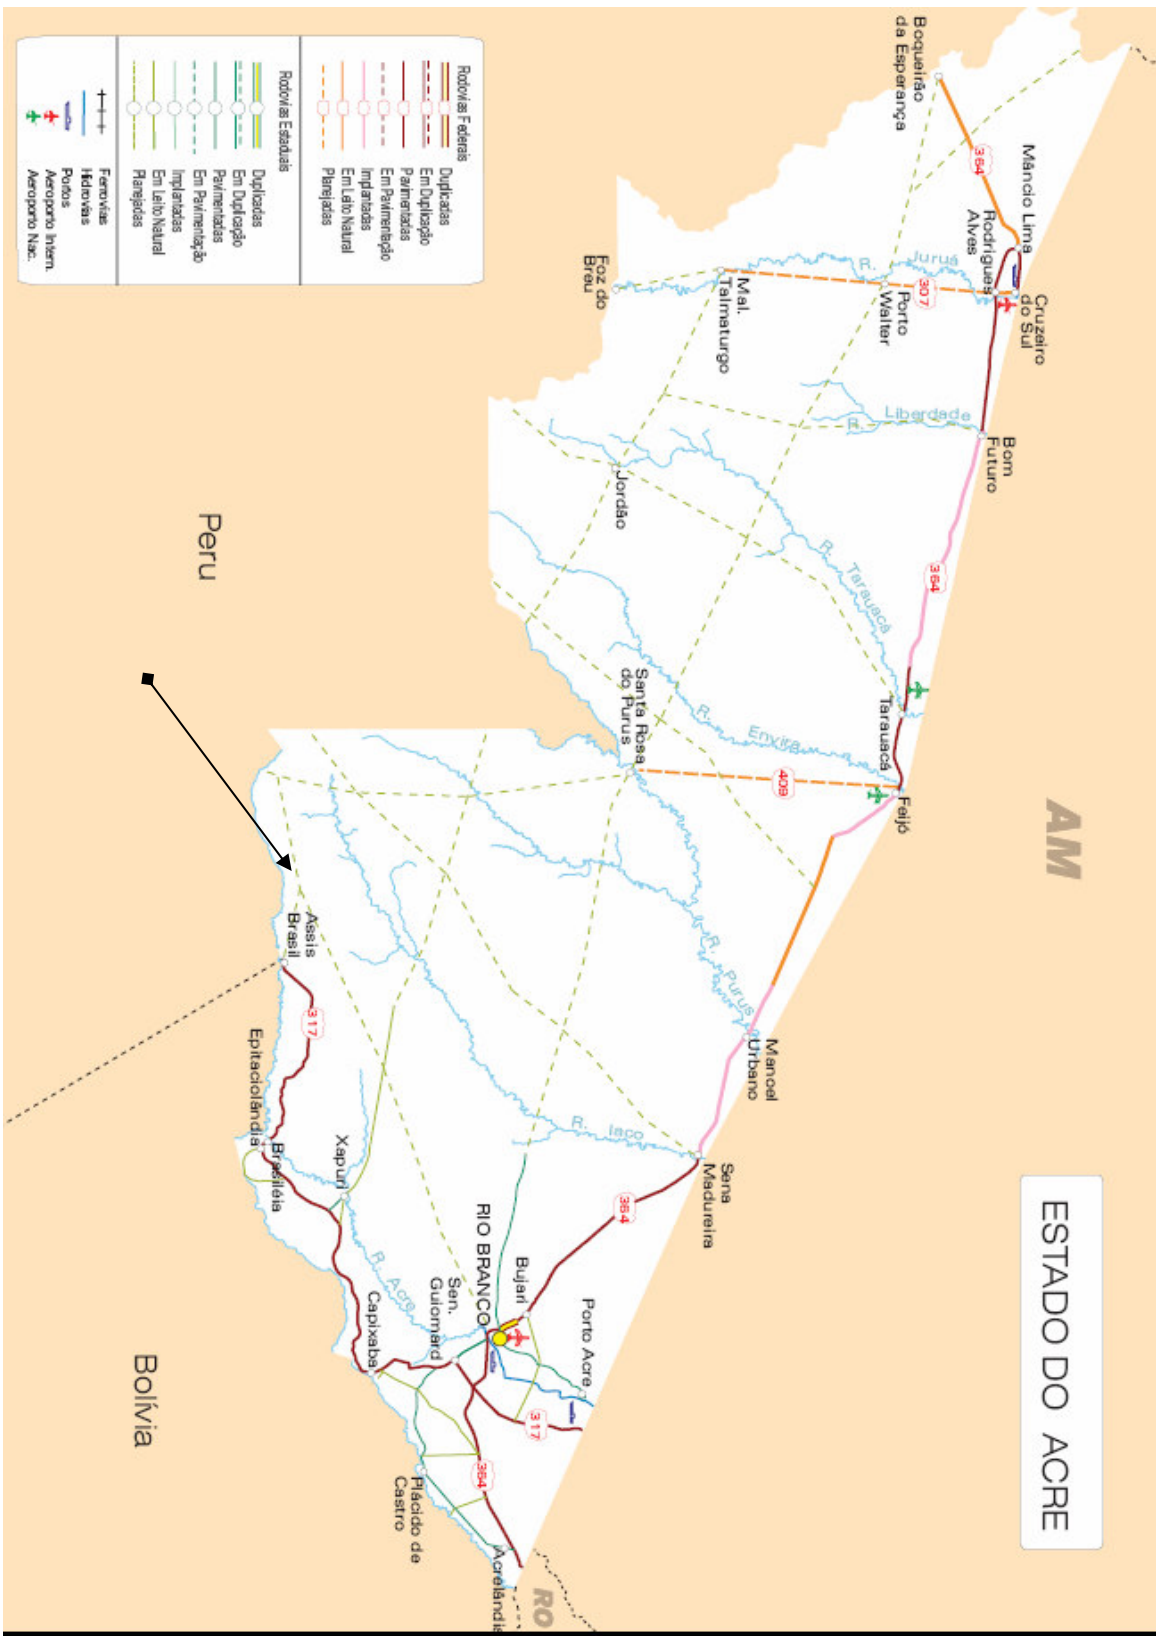 ESTADO DO ACRE
AM
RO
Peru
Bolívia
Boqueirão
da Esperança
364
Mâncio Lima
Rodrigues
Alves
Cruzeiro
do Sul
R. Juruá
307
Porto
Walter
Mal.
Talmaturgo
Foz do
Breu
R. Liberdade
Bom
Futuro
364
Jordão
R. Tarauacá
Tarauacá
Santa Rosa
do Purus
R. Envira
409
Feijó
R. Purus
Manoel
Urbano
Assis
Brasil
317
Epitaciolândia
Brasiléia
Xapuri
R. Iaco
Sena
Madureira
364
RIO BRANCO
Bujari
Sen.
Guiomard
R. Acre
Capixaba
Porto Acre
317
364
Plácido de
Castro
Acrelândia
Rodovias Federais
Duplicadas
Em Duplicação
Pavimentadas
Em Pavimentação
Implantadas
Em Leito Natural
Planejadas
Rodovias Estaduais
Duplicadas
Em Duplicação
Pavimentadas
Em Pavimentação
Implantadas
Em Leito Natural
Planejadas
Ferrovias
Hidrovias
Portos
Aeroporto Intern.
Aeroporto Nac.